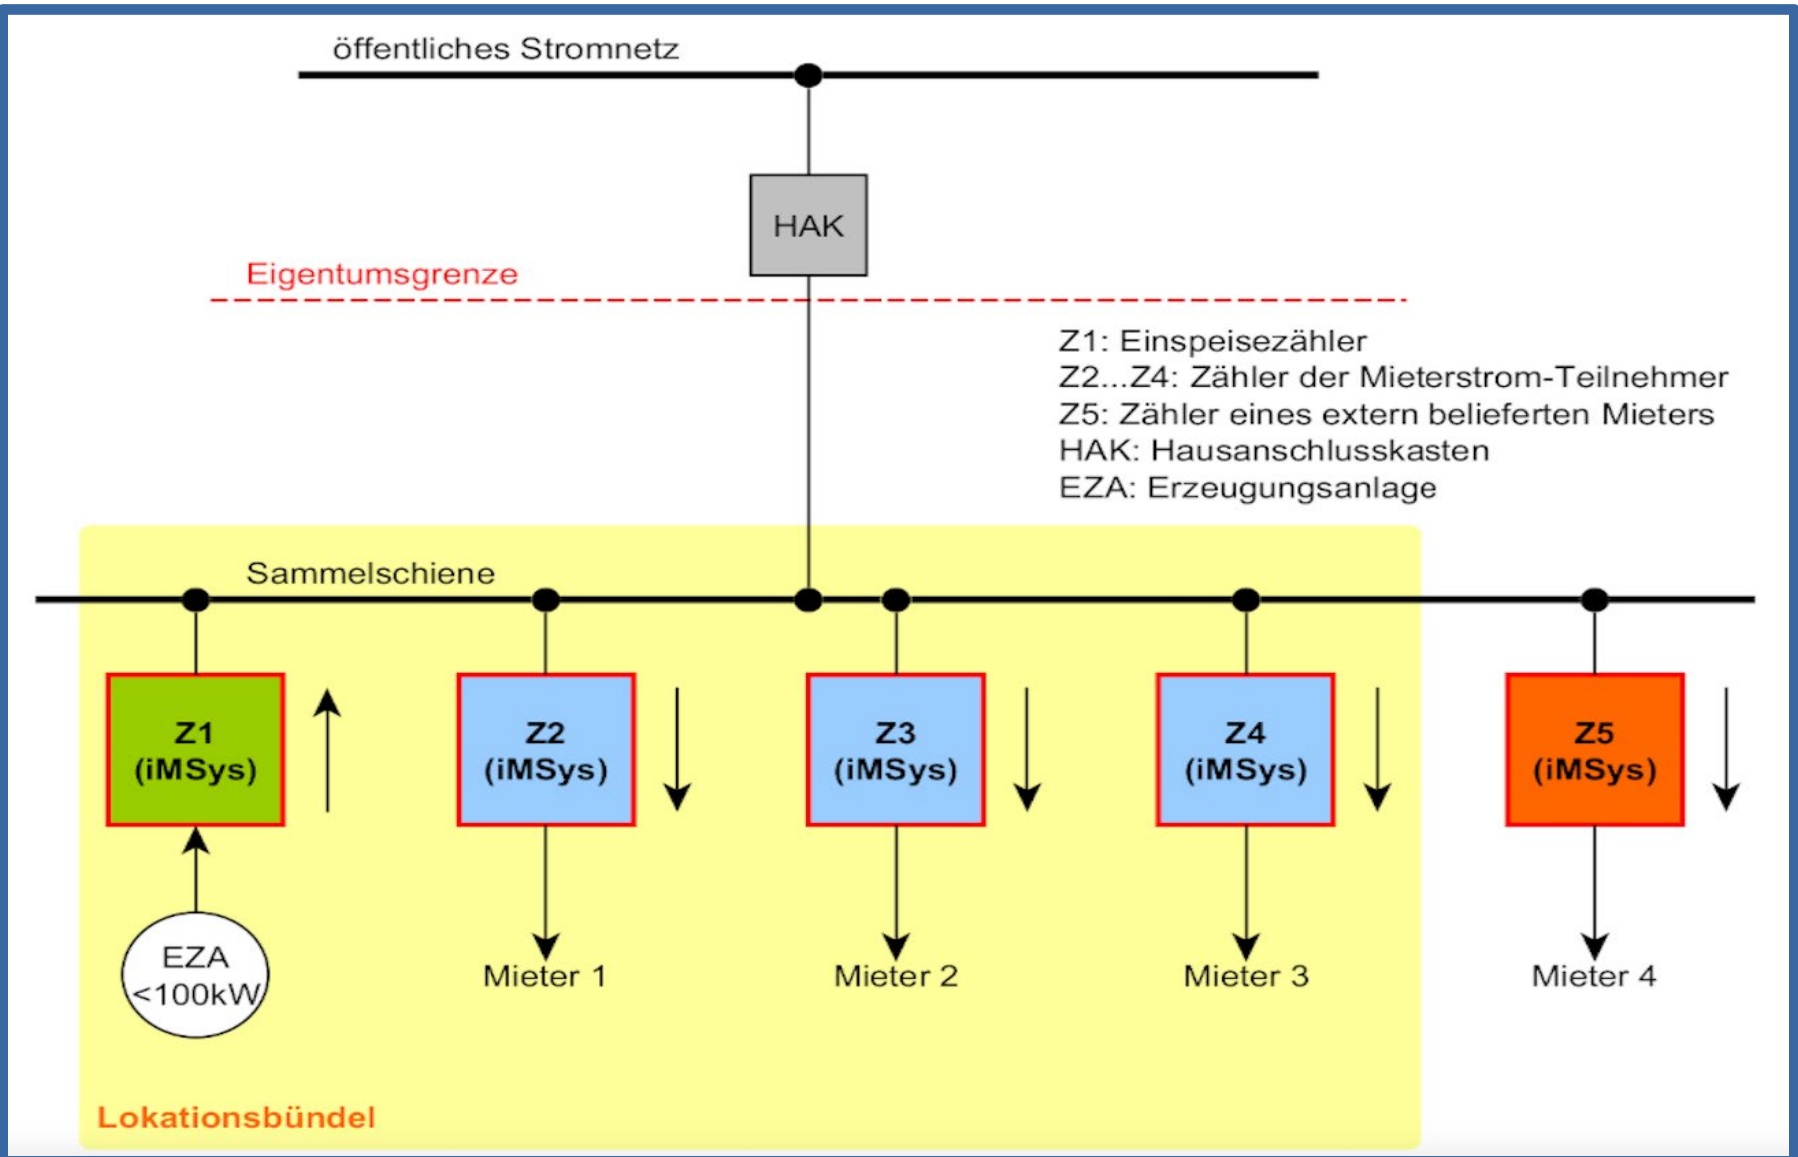 öffentliches Stromnetz
HAK
Eigentumsgrenze
Z1: Einspeisezähler
Z2...Z4: Zähler der Mieterstrom-Teilnehmer
Z5: Zähler eines extern belieferten Mieters
HAK: Hausanschlusskasten
EZA: Erzeugungsanlage
Sammelschiene
Z1
(iMSys)
Z2
(iMSys)
Z3
(iMSys)
Z4
(iMSys)
Z5
(iMSys)
EZA
<100kW
Mieter 1
Mieter 2
Mieter 3
Mieter 4
Lokationsbündel